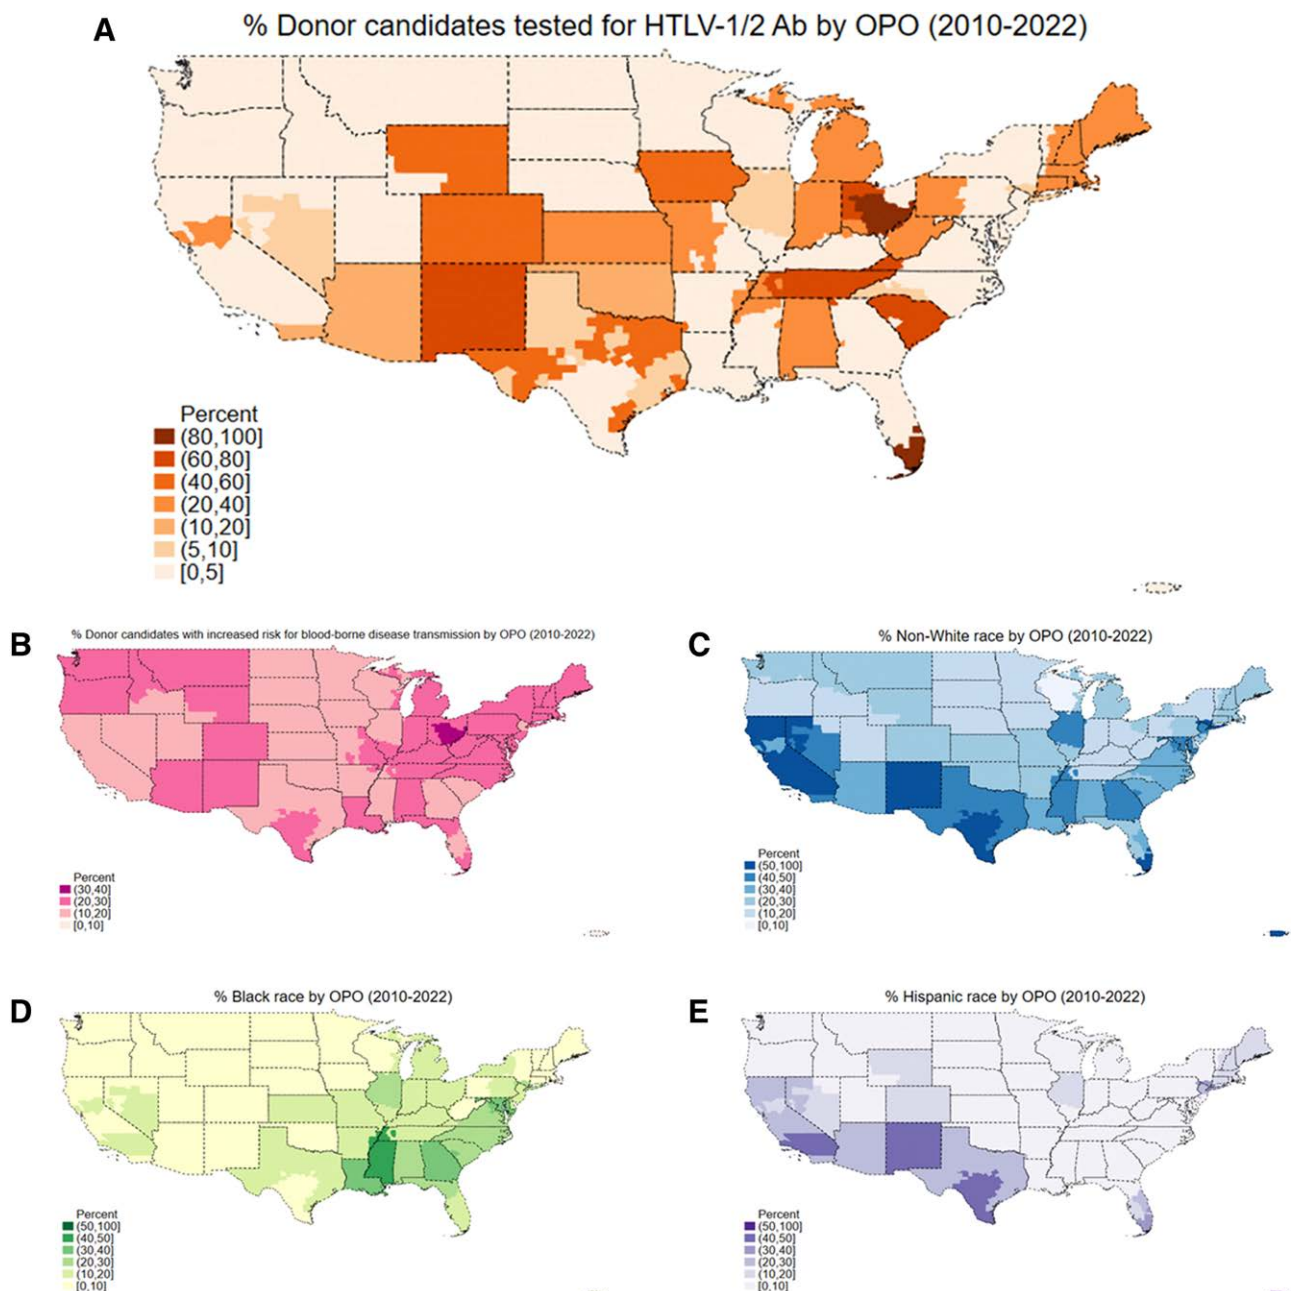 A
% Donor candidates tested for HTLV-1/2 Ab by OPO (2010-2022)
Percent
(80,100]
(60,80]
(40,60]
(20,40]
(10,20]
(5,10]
[0,5]
B
% Donor candidates with increased risk for blood-borne disease transmission by OPO (2010-2022)
Percent
(30,40]
(20,30]
(10,20]
[0,10]
C
% Non-White race by OPO (2010-2022)
Percent
(50,100]
(40,50]
(30,40]
(20,30]
(10,20]
[0,10]
D
% Black race by OPO (2010-2022)
Percent
(50,100]
(40,50]
(30,40]
(20,30]
(10,20]
[0,10]
E
% Hispanic race by OPO (2010-2022)
Percent
(50,100]
(40,50]
(30,40]
(20,30]
(10,20]
[0,10]